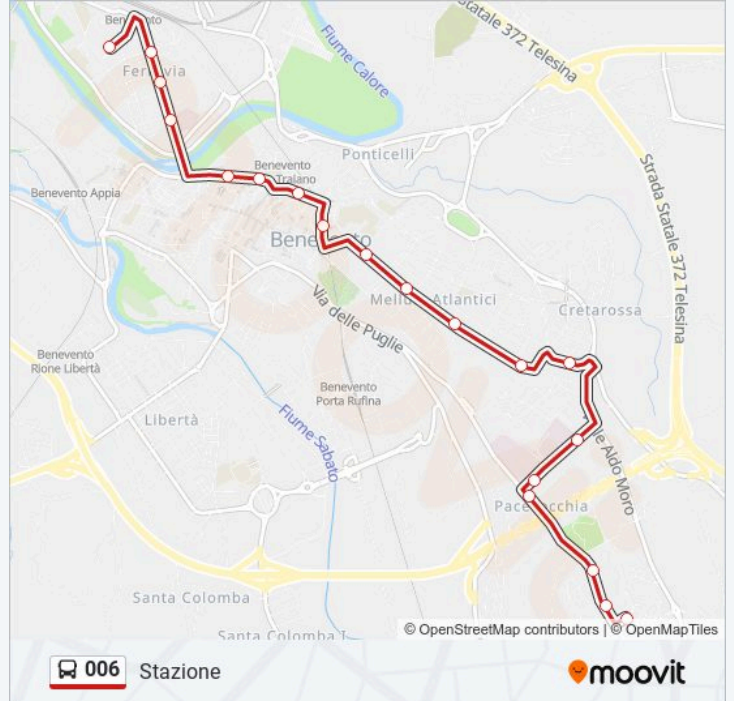 Benevento
Statale 372 Telesina
Fiume Calore
Ferrovia
Ponticelli
Benevento
Traiano
Strada Statale 372 Telesina
Benevento Appia
Benevento
Mellusi Atlantici
Via delle Puglie
Cretarossa
Benevento
Rione Libertà
Benevento
Porta Rufina
Libertà
Fiume Sabato
Viale Aldo Moro
Pacevecchia
Santa Colomba
Santa Colomba I
© OpenStreetMap contributors | © OpenMapTiles
006 Stazione
moovit